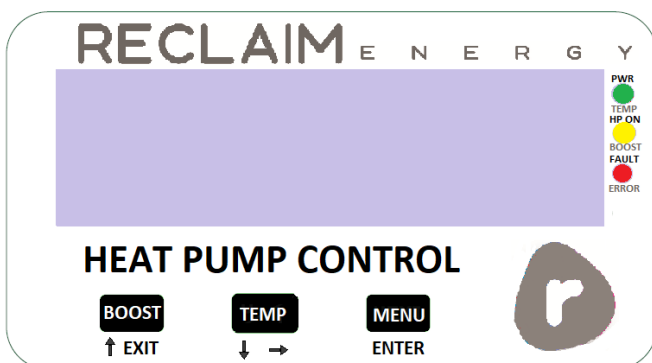 RECLAIM ENERGY
PWR
TEMP
HP ON
BOOST
FAULT
ERROR
HEAT PUMP CONTROL
BOOST TEMP MENU
↑ EXIT ↓ → ENTER
r